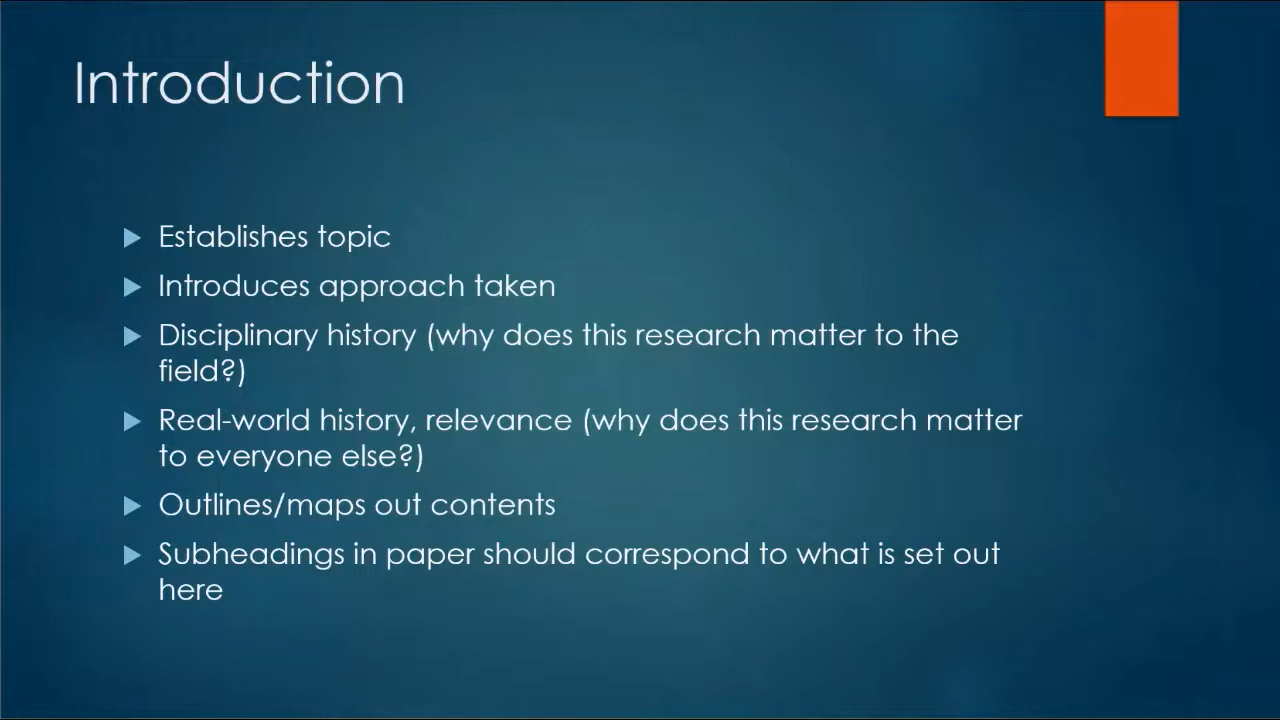 Introduction
Establishes topic
Introduces approach taken
Disciplinary history (why does this research matter to the
field?)
Real-world history, relevance (why does this research matter
to everyone else?)
Outlines/maps out contents
Subheadings in paper should correspond to what is set out
here